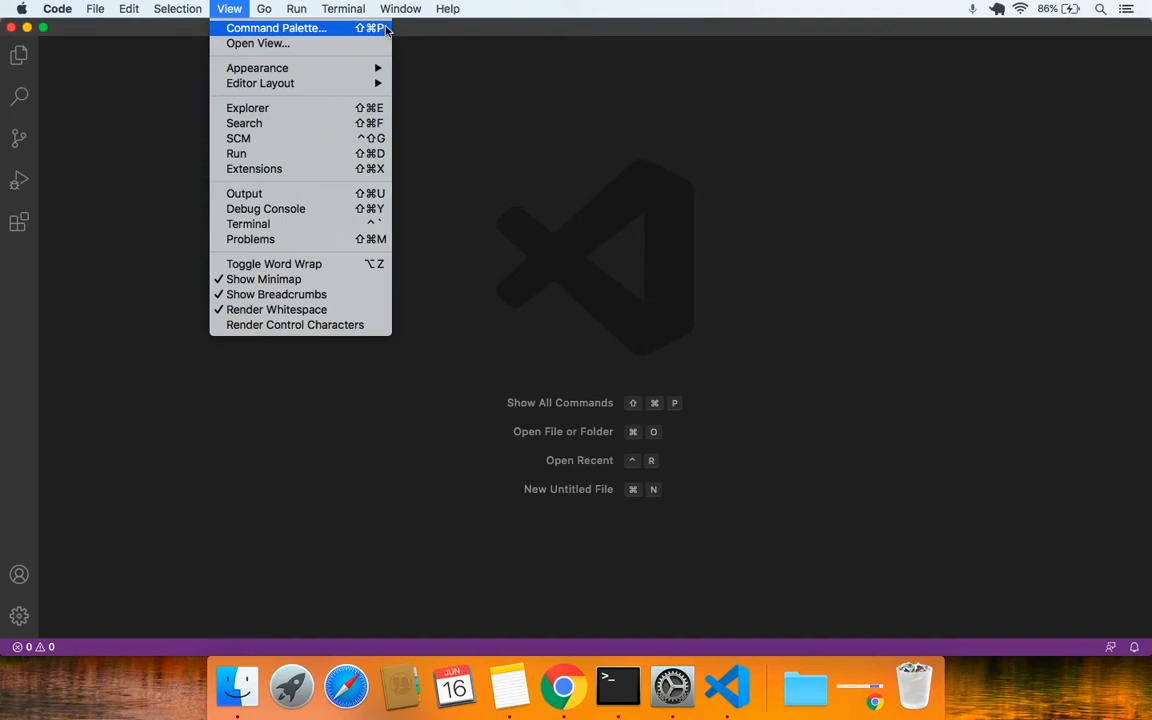 Code File Edit Selection View Go Run Terminal Window Help 86%
Command Palette... ⇧⌘P
Open View...
Appearance ▶
Editor Layout ▶
Explorer ⇧⌘E
Search ⇧⌘F
SCM ^⇧G
Run ⇧⌘D
Extensions ⇧⌘X
Output ⇧⌘U
Debug Console ⇧⌘Y
Terminal ^`
Problems ⇧⌘M
Toggle Word Wrap ⌥Z
✓ Show Minimap
✓ Show Breadcrumbs
✓ Render Whitespace
Render Control Characters
Show All Commands ⇧ ⌘ P
Open File or Folder ⌘ O
Open Recent ^ R
New Untitled File ⌘ N
0 0
JUN
16
>_